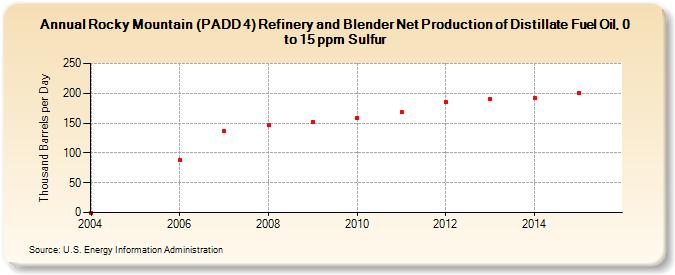 Annual Rocky Mountain (PADD 4) Refinery and Blender Net Production of Distillate Fuel Oil, 0
to 15 ppm Sulfur
Thousand Barrels per Day
250
200
150
100
50
0
2004 2006 2008 2010 2012 2014
Source: U.S. Energy Information Administration